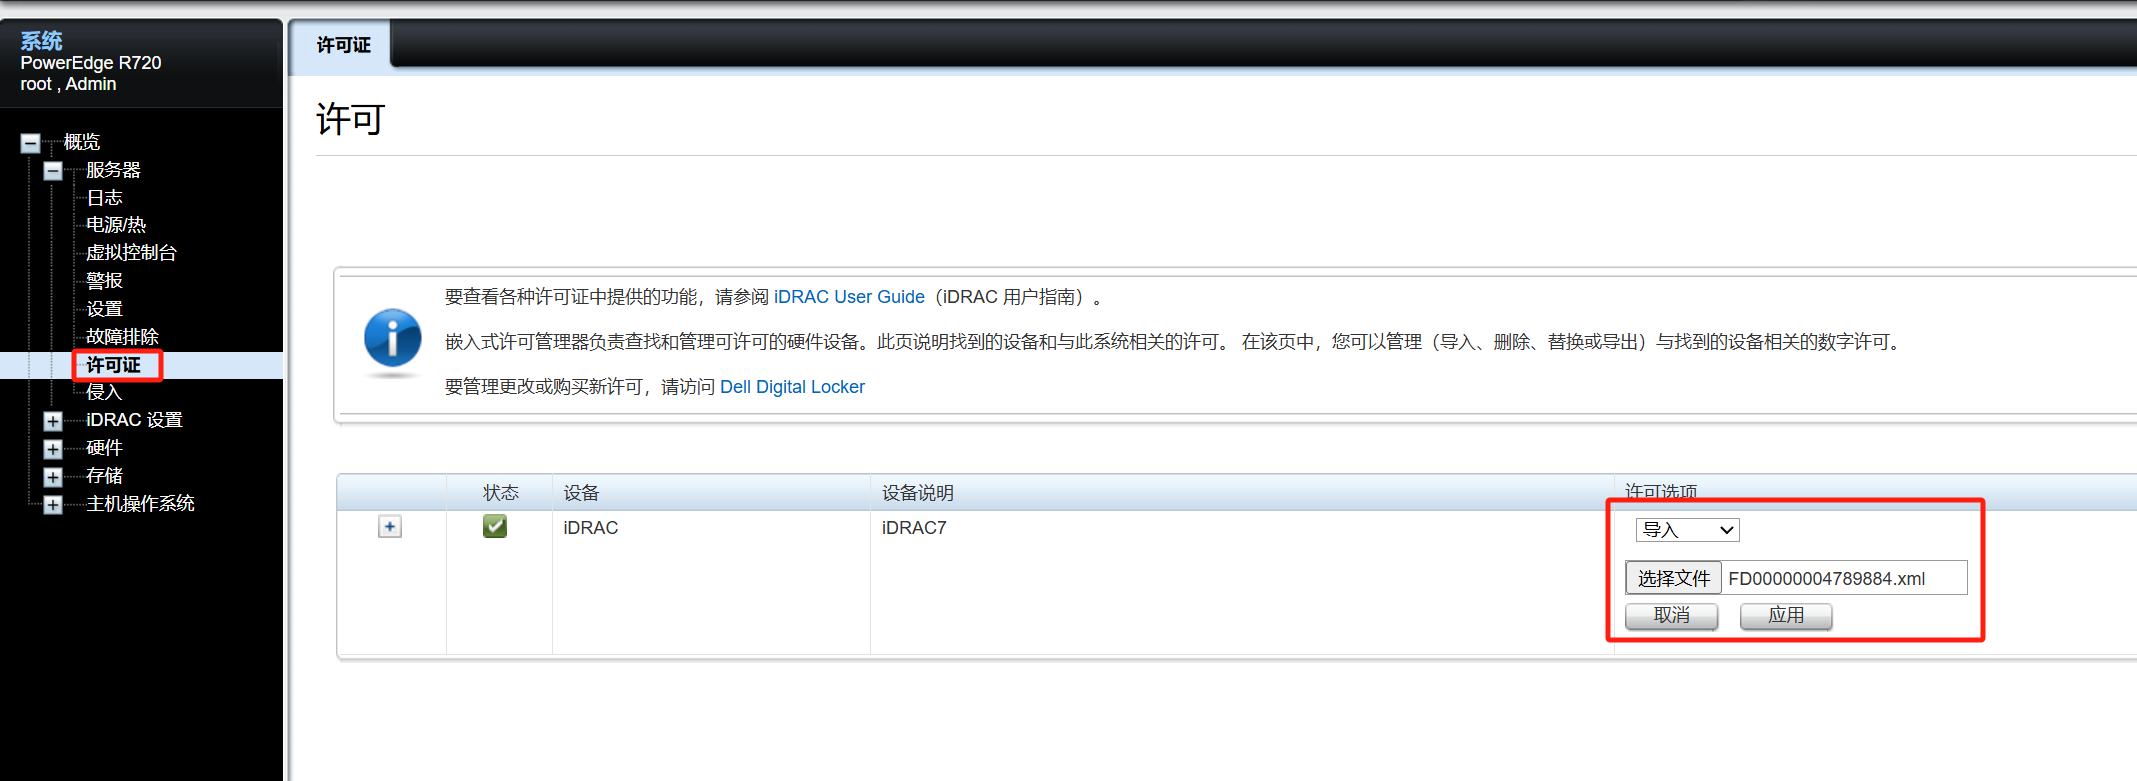 系统
PowerEdge R720
root , Admin
概览
服务器
日志
电源/热
虚拟控制台
警报
设置
故障排除
许可证
侵入
iDRAC 设置
硬件
存储
主机操作系统
许可证
许可
要查看各种许可证中提供的功能，请参阅 iDRAC User Guide（iDRAC 用户指南）。
嵌入式许可管理器负责查找和管理可许可的硬件设备。此页说明找到的设备和与此系统相关的许可。 在该页中，您可以管理（导入、删除、替换或导出）与找到的设备相关的数字许可。
要管理更改或购买新许可，请访问 Dell Digital Locker
状态 设备 设备说明 许可选项
iDRAC iDRAC7 导入
选择文件 FD00000004789884.xml
取消 应用